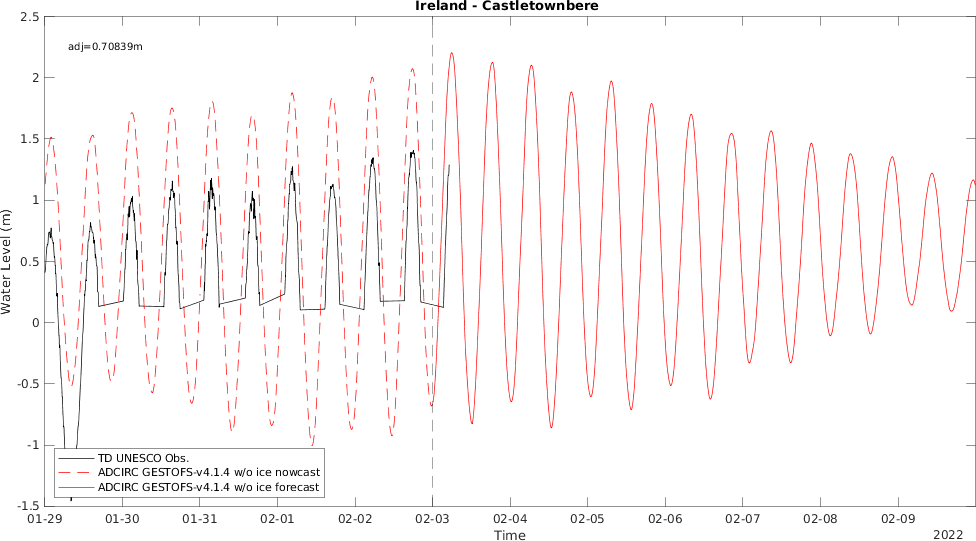 Ireland - Castletownbere
adj=0.70839m
2.5
2
1.5
1
0.5
0
-0.5
-1
-1.5
Water Level (m)
TD UNESCO Obs.
ADCIRC GESTOFS-v4.1.4 w/o ice nowcast
ADCIRC GESTOFS-v4.1.4 w/o ice forecast
01-29 01-30 01-31 02-01 02-02 02-03 02-04 02-05 02-06 02-07 02-08 02-09
Time
2022